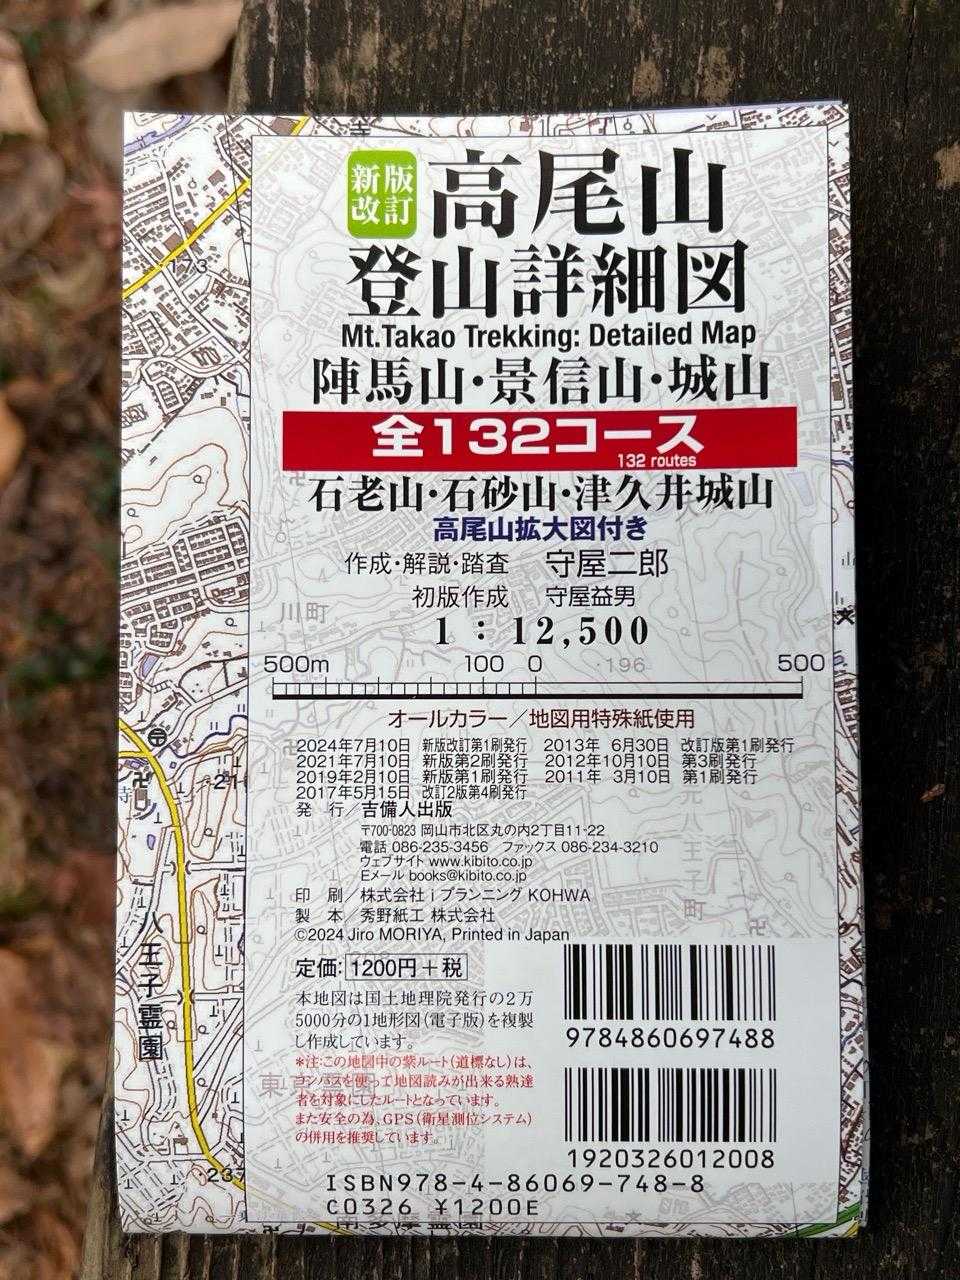 新版
改訂
高尾山
登山詳細図
Mt.Takao Trekking: Detailed Map
陣馬山・景信山・城山
全132コース
132 routes
石老山・石砂山・津久井城山
高尾山拡大図付き
作成・解説・踏査 守屋二郎
初版作成 守屋益男
1 : 12,500
500m 100 0 500
オールカラー／地図用特殊紙使用
2024年7月10日 新版改訂第1刷発行 2013年 6月30日 改訂版第1刷発行
2021年7月10日 新版第2刷発行 2012年10月10日 第3刷発行
2019年2月10日 新版第1刷発行 2011年 3月10日 第1刷発行
2017年5月15日 改訂2版第4刷発行
発 行／吉備人出版
〒700-0823 岡山市北区丸の内2丁目11-22
電話 086-235-3456 ファックス 086-234-3210
ウェブサイト www.kibito.co.jp
Eメール books@kibito.co.jp
印 刷／株式会社 i プランニング KOHWA
製 本／秀野紙工 株式会社
©2024 Jiro MORIYA, Printed in Japan
定価：1200円＋税
本地図は国土地理院発行の２万
5000分の1地形図（電子版）を複製
し作成しています。
＊注：この地図中の紫ルート（道標なし）は、
コンパスを使って地図読みが出来る熟達
者を対象にしたルートとなっています。
また安全の為、GPS（衛星測位システム）
の併用を推奨しています。
9784860697488
1920326012008
ISBN978-4-86069-748-8
C0326 ¥1200E
173
川町
196
216
八王子霊園
元八王子町
東京霊園
237